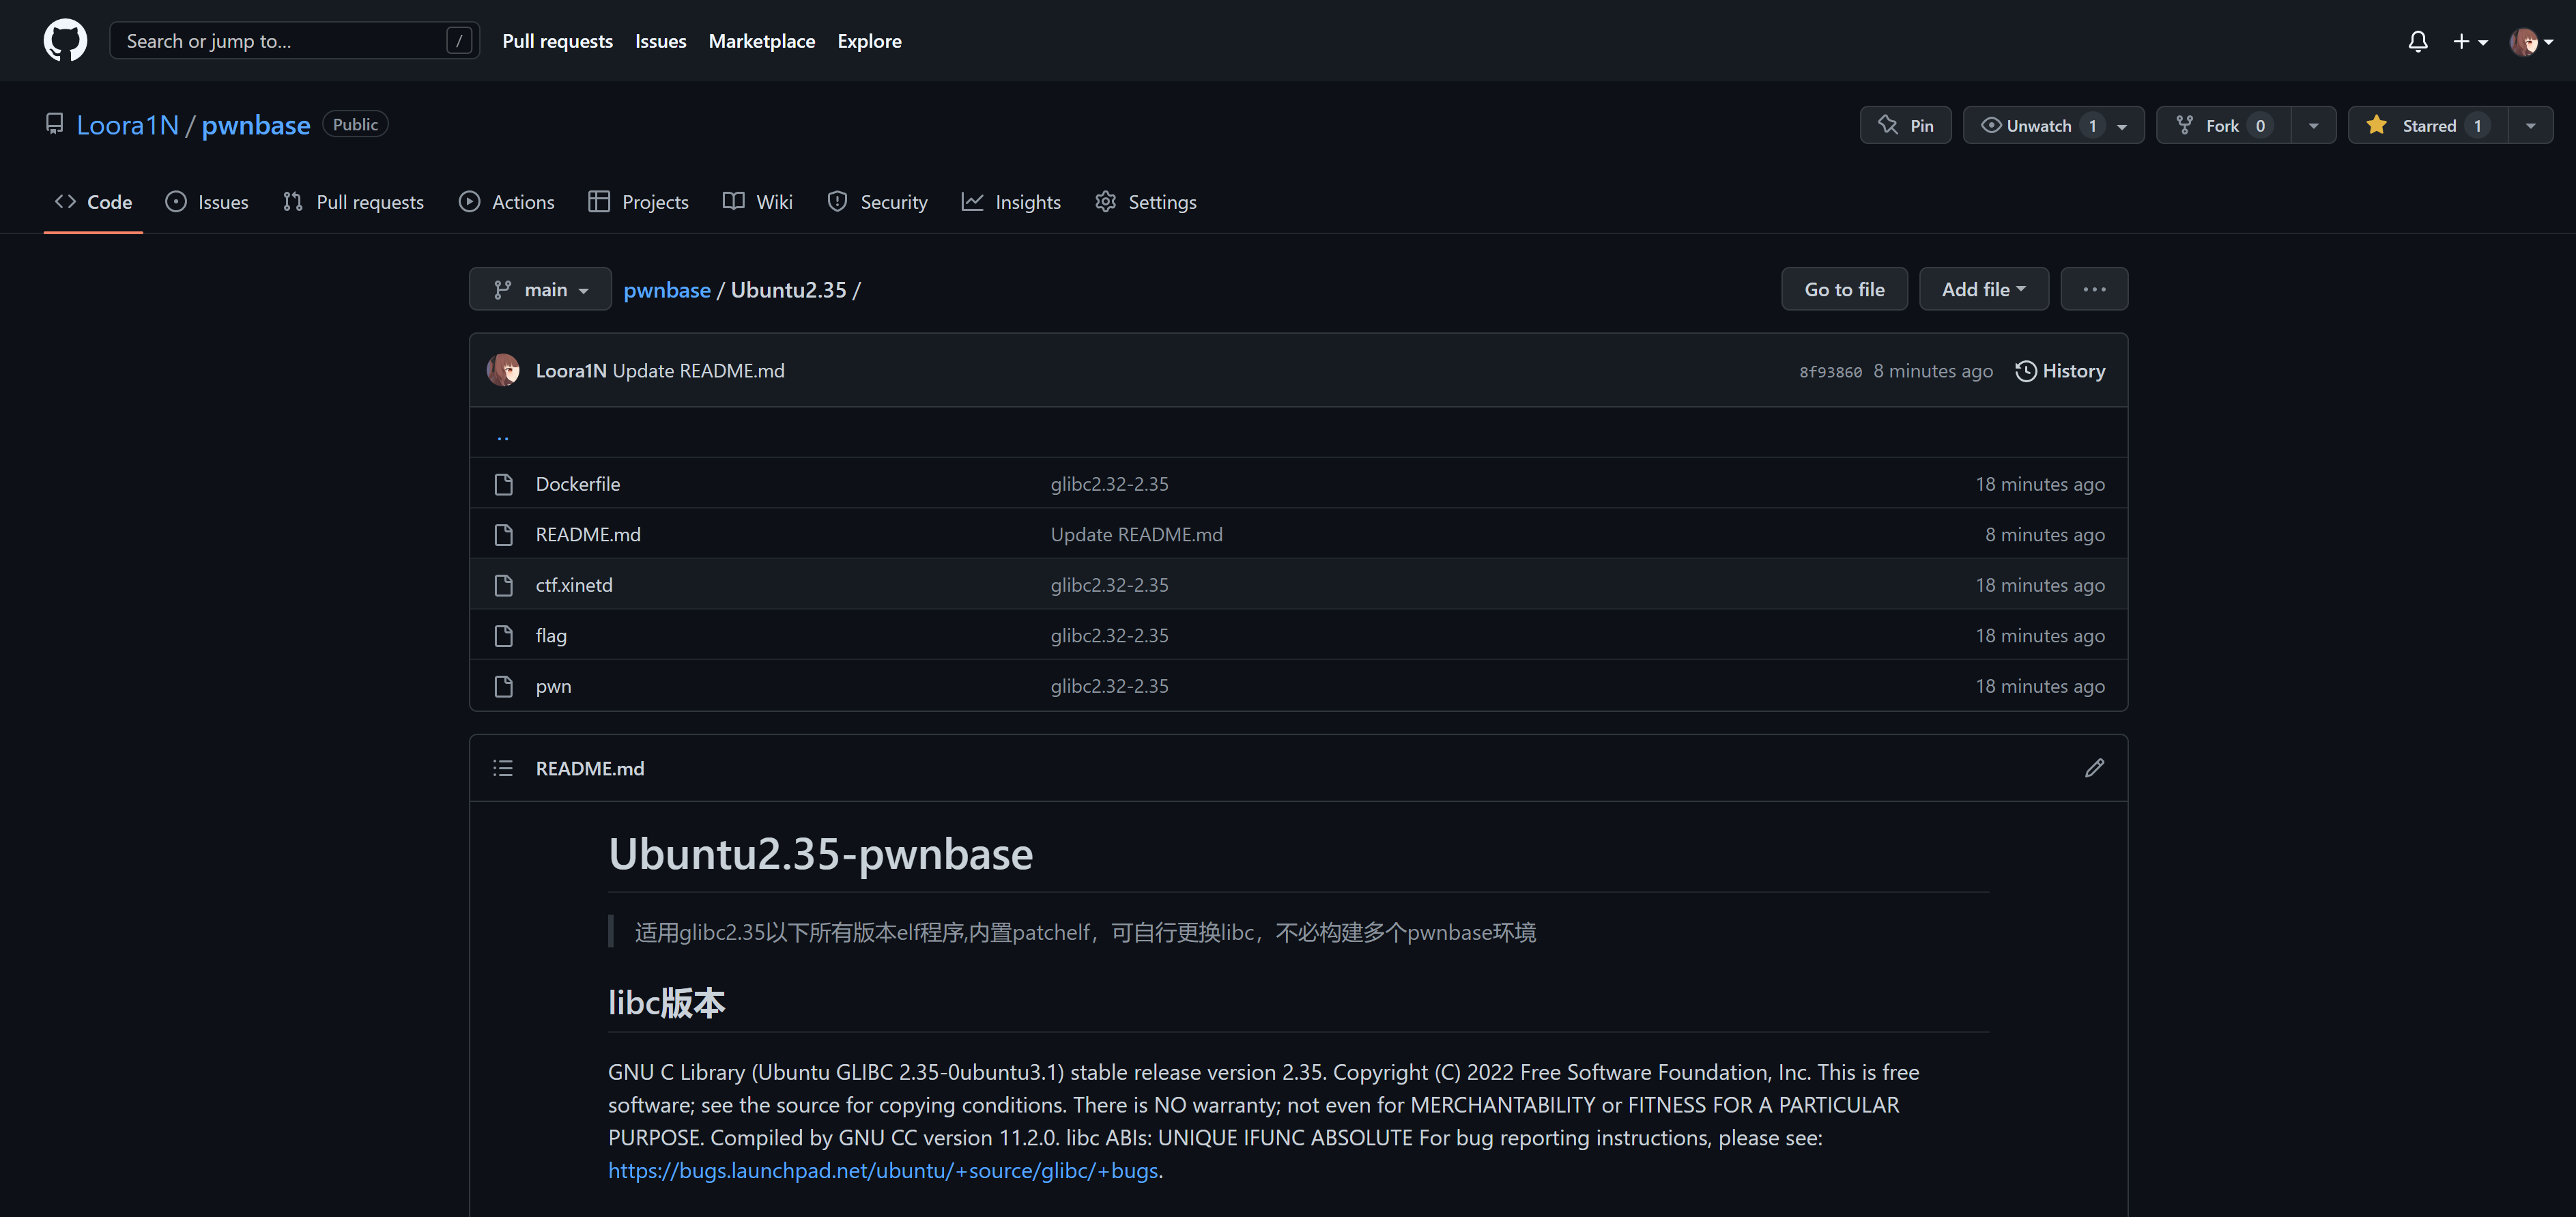 Search or jump to... / Pull requests Issues Marketplace Explore
Loora1N / pwnbase Public Pin Unwatch 1 Fork 0 Starred 1
Code Issues Pull requests Actions Projects Wiki Security Insights Settings
main pwnbase / Ubuntu2.35 / Go to file Add file ...
Loora1N Update README.md 8f93860 8 minutes ago History
..
Dockerfile glibc2.32-2.35 18 minutes ago
README.md Update README.md 8 minutes ago
ctf.xinetd glibc2.32-2.35 18 minutes ago
flag glibc2.32-2.35 18 minutes ago
pwn glibc2.32-2.35 18 minutes ago
README.md
Ubuntu2.35-pwnbase
适用glibc2.35以下所有版本elf程序,内置patchelf，可自行更换libc，不必构建多个pwnbase环境
libc版本
GNU C Library (Ubuntu GLIBC 2.35-0ubuntu3.1) stable release version 2.35. Copyright (C) 2022 Free Software Foundation, Inc. This is free
software; see the source for copying conditions. There is NO warranty; not even for MERCHANTABILITY or FITNESS FOR A PARTICULAR
PURPOSE. Compiled by GNU CC version 11.2.0. libc ABIs: UNIQUE IFUNC ABSOLUTE For bug reporting instructions, please see:
https://bugs.launchpad.net/ubuntu/+source/glibc/+bugs.